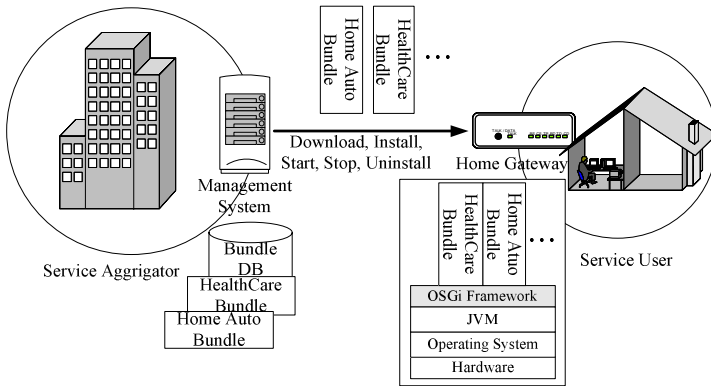 Home Auto
Bundle
HealthCare
Bundle
...
Download, Install,
Start, Stop, Uninstall
Home Gateway
Management
System
Service Aggrigator
Bundle
DB
HealthCare
Bundle
Home Auto
Bundle
HealthCare
Bundle
Home Atuo
Bundle
...
Service User
OSGi Framework
JVM
Operating System
Hardware